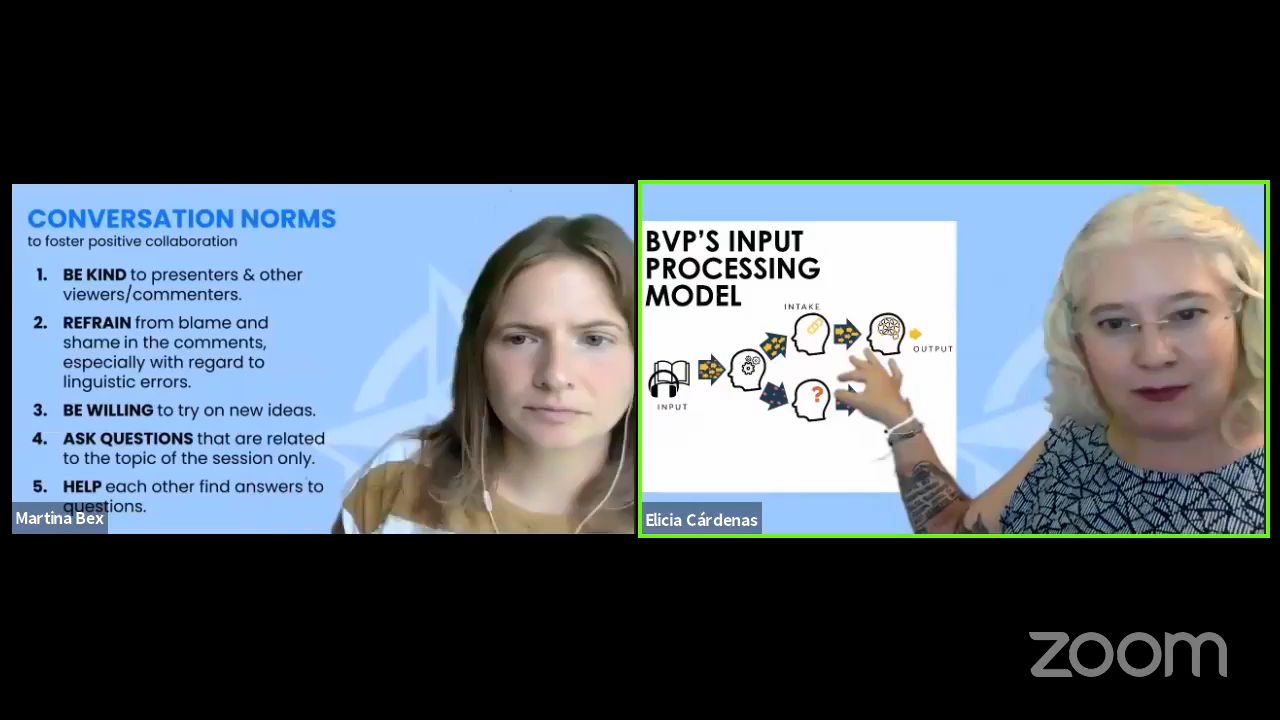 CONVERSATION NORMS
to foster positive collaboration
1. BE KIND to presenters & other
viewers/commenters.
2. REFRAIN from blame and
shame in the comments,
especially with regard to
linguistic errors.
3. BE WILLING to try on new ideas.
4. ASK QUESTIONS that are related
to the topic of the session only.
5. HELP each other find answers to
questions.
Martina Bex
BVP'S INPUT
PROCESSING
MODEL
INTAKE
OUTPUT
?
INPUT
Elicia Cárdenas
zoom